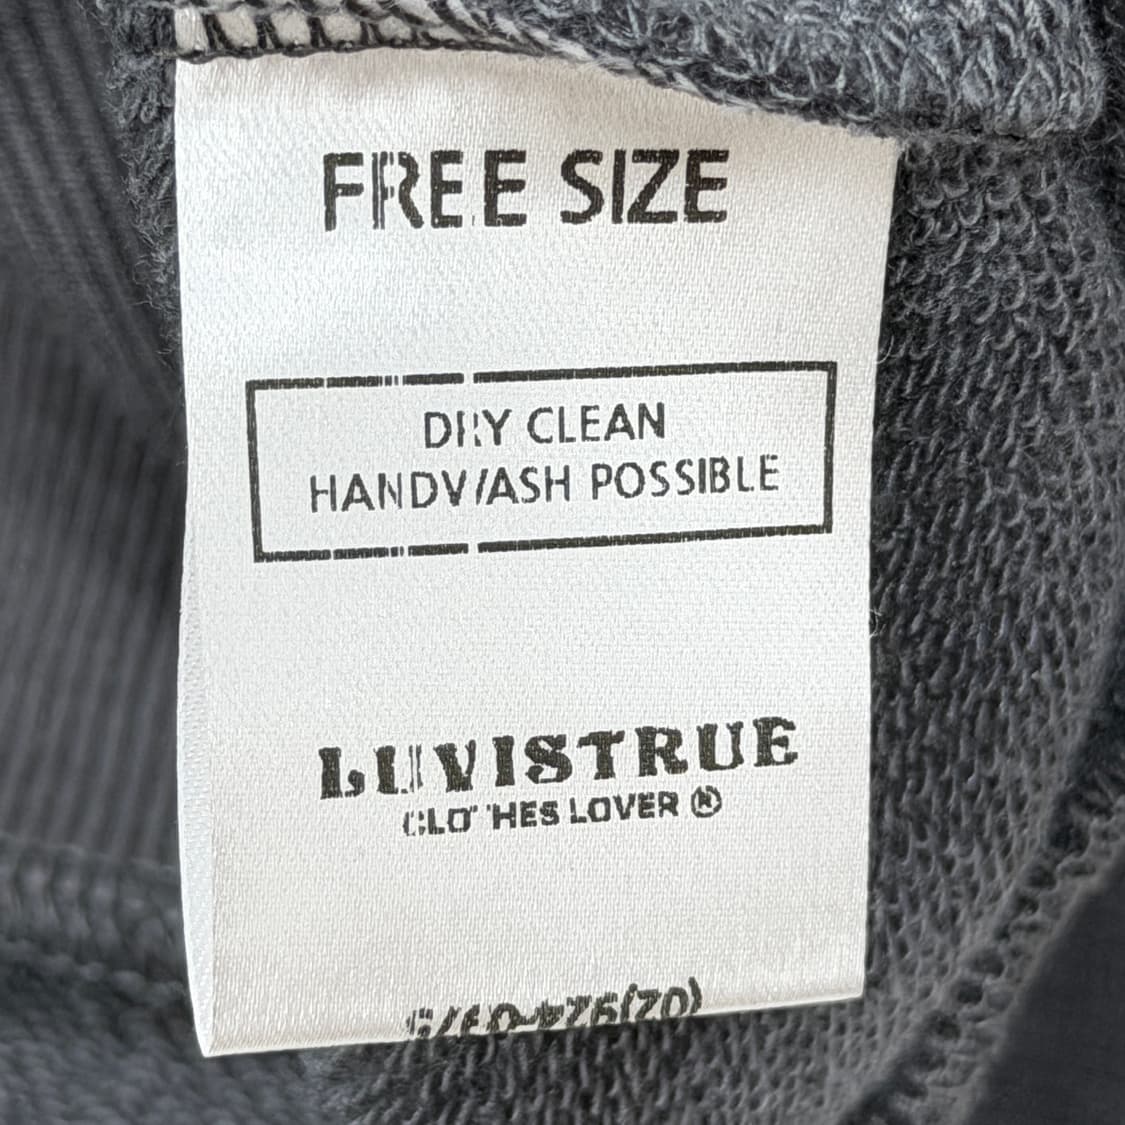 FREE SIZE
DRY CLEAN
HANDWASH POSSIBLE
LUVISTRUE
CLOTHES LOVER ®